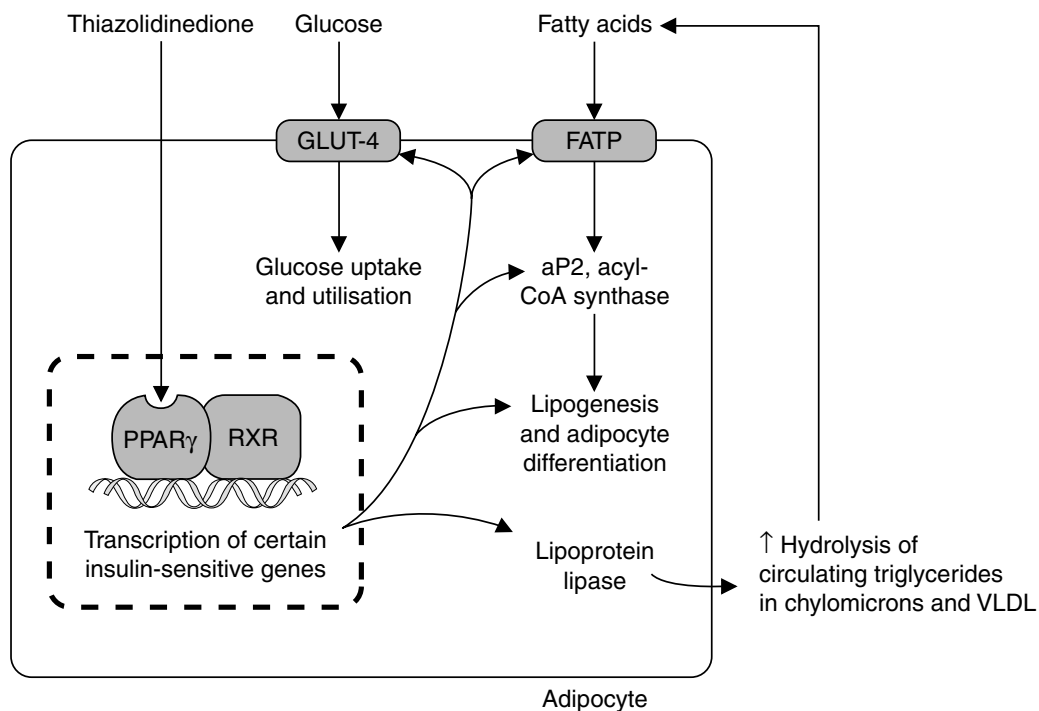 Thiazolidinedione
Glucose
Fatty acids
GLUT-4
FATP
Glucose uptake
and utilisation
aP2, acyl-
CoA synthase
PPARγ
RXR
Lipogenesis
and adipocyte
differentiation
Transcription of certain
insulin-sensitive genes
Lipoprotein
lipase
↑ Hydrolysis of
circulating triglycerides
in chylomicrons and VLDL
Adipocyte